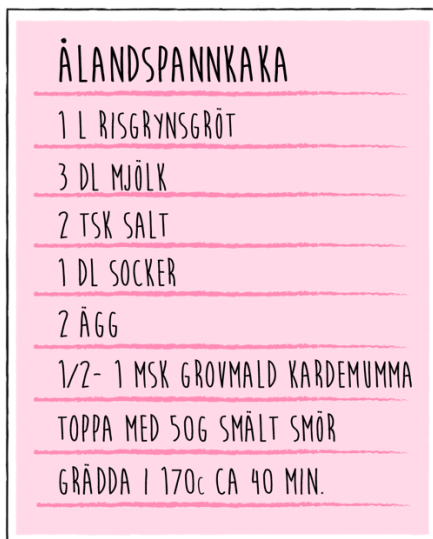 ÅLANDSPANNKAKA
1 L RISGRYNSGRÖT
3 DL MJÖLK
2 TSK SALT
1 DL SOCKER
2 ÄGG
1/2- 1 MSK GROVMALD KARDEMUMMA
TOPPA MED 50G SMÄLT SMÖR
GRÄDDA I 170c CA 40 MIN.